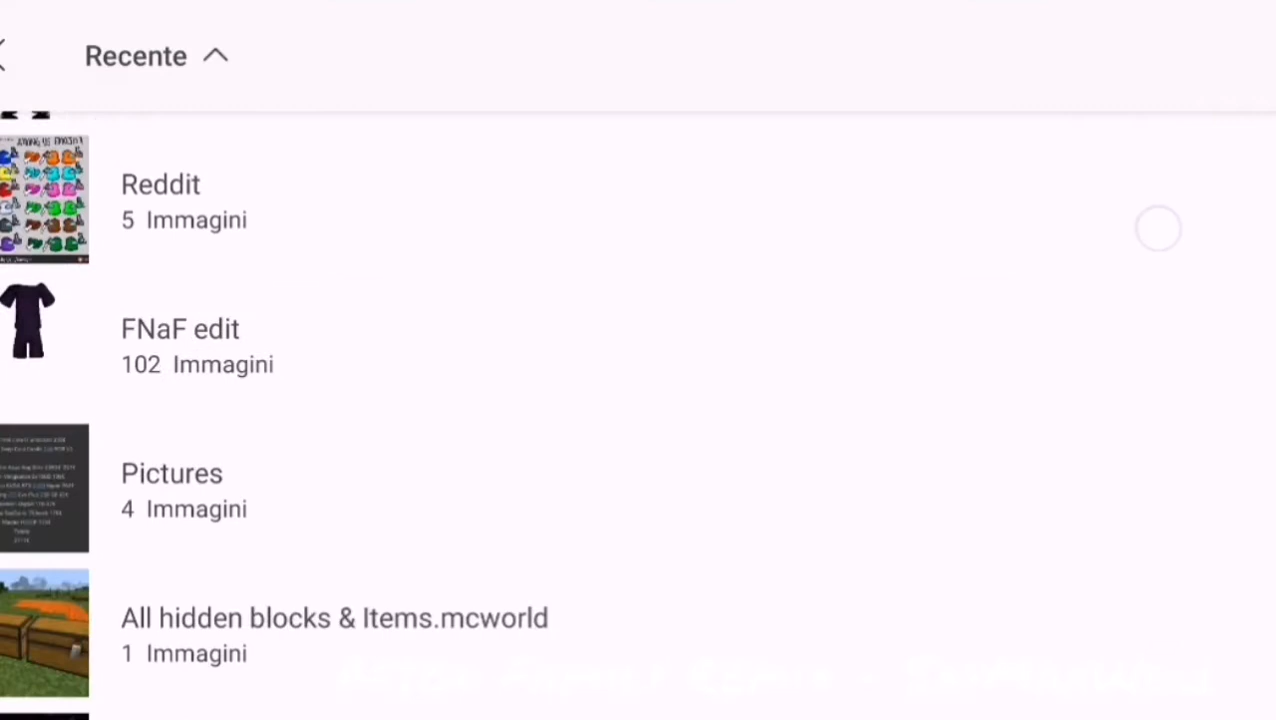 Recente
Reddit
5 Immagini
FNaF edit
102 Immagini
Pictures
4 Immagini
All hidden blocks & Items.mcworld
1 Immagini